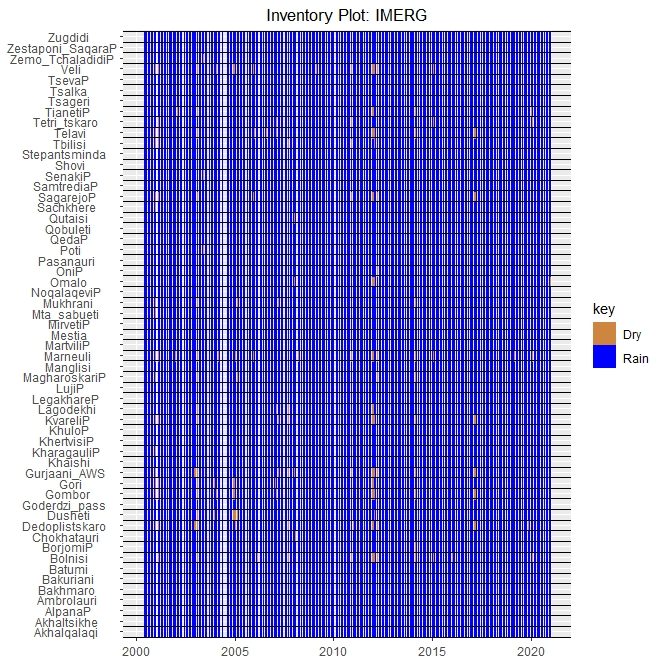 Inventory Plot: IMERG
Zugdidi
Zestaponi_SaqaraP
Zemo_TchaladidiP
Veli
TsevaP
Tsalka
Tsageri
TianetiP
Tetri_tskaro
Telavi
Tbilisi
Stepantsminda
Shovi
SenakiP
SamtrediaP
SagarejoP
Sachkhere
Qutaisi
Qobuleti
QedaP
Poti
Pasanauri
OniP
Omalo
NoqalaqeviP
Mukhrani
Mta_sabueti
MirvetiP
Mestia
MartviliP
Marneuli
Manglisi
MagharoskariP
LujiP
LegakhareP
Lagodekhi
KvareliP
KhuloP
KhertvisiP
KharagauliP
Khaishi
Gurjaani_AWS
Gori
Gombor
Goderdzi_pass
Dusheti
Dedoplistskaro
Chokhatauri
BorjomiP
Bolnisi
Batumi
Bakuriani
Bakhmaro
Ambrolauri
AlpanaP
Akhaltsikhe
Akhalqalaqi
2000 2005 2010 2015 2020
key
Dry
Rain